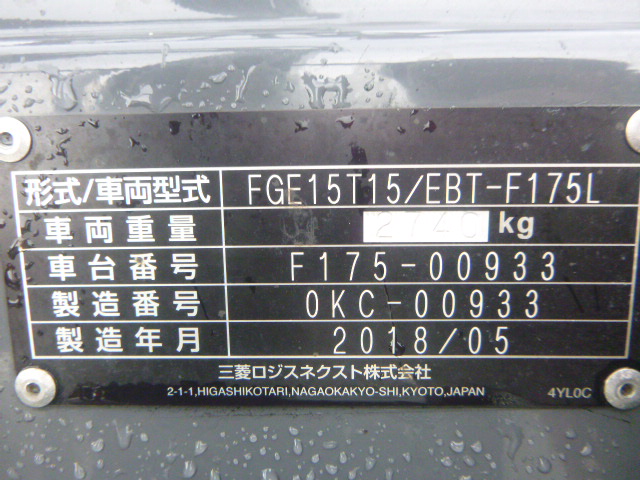 形式/車両型式 FGE15T15/EBT-F175L
車両重量 2740 kg
車台番号 F175-00933
製造番号 0KC-00933
製造年月 2018/05
三菱ロジスネクスト株式会社
2-1-1,HIGASHIKOTARI,NAGAOKAKYO-SHI,KYOTO,JAPAN
4YL0C